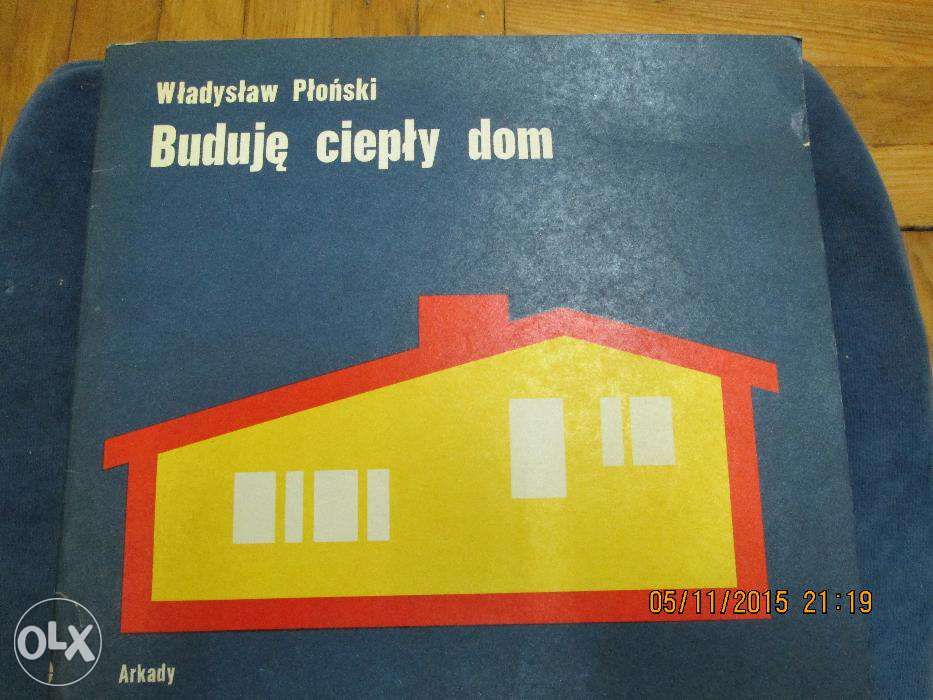 Władysław Płoński
Buduję ciepły dom
05/11/2015 21:19
OLX
Arkady